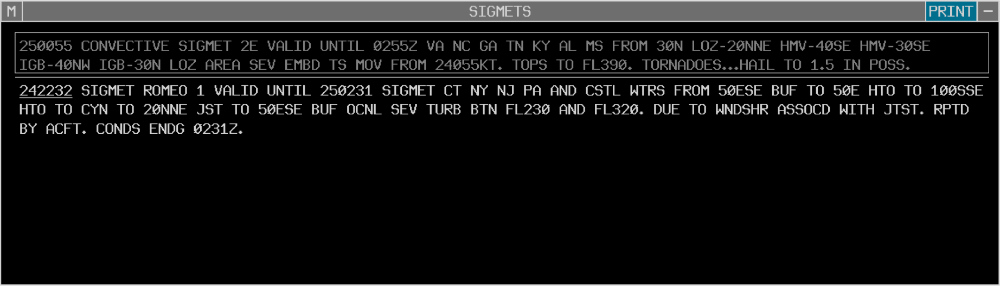 M SIGMETS PRINT —
250055 CONVECTIVE SIGMET 2E VALID UNTIL 0255Z VA NC GA TN KY AL MS FROM 30N LOZ-20NNE HMV-40SE HMV-30SE
IGB-40NW IGB-30N LOZ AREA SEV EMBD TS MOV FROM 24055KT. TOPS TO FL390. TORNADOES...HAIL TO 1.5 IN POSS.
242232 SIGMET ROMEO 1 VALID UNTIL 250231 SIGMET CT NY NJ PA AND CSTL WTRS FROM 50ESE BUF TO 50E HTO TO 100SSE
HTO TO CYN TO 20NNE JST TO 50ESE BUF OCNL SEV TURB BTN FL230 AND FL320. DUE TO WNDSHR ASSOCD WITH JTST. RPTD
BY ACFT. CONDS ENDG 0231Z.